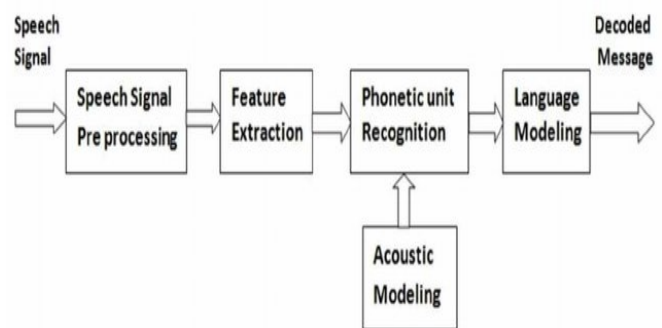 Speech
Signal
Decoded
Message
Speech Signal
Pre processing
Feature
Extraction
Phonetic unit
Recognition
Language
Modeling
Acoustic
Modeling